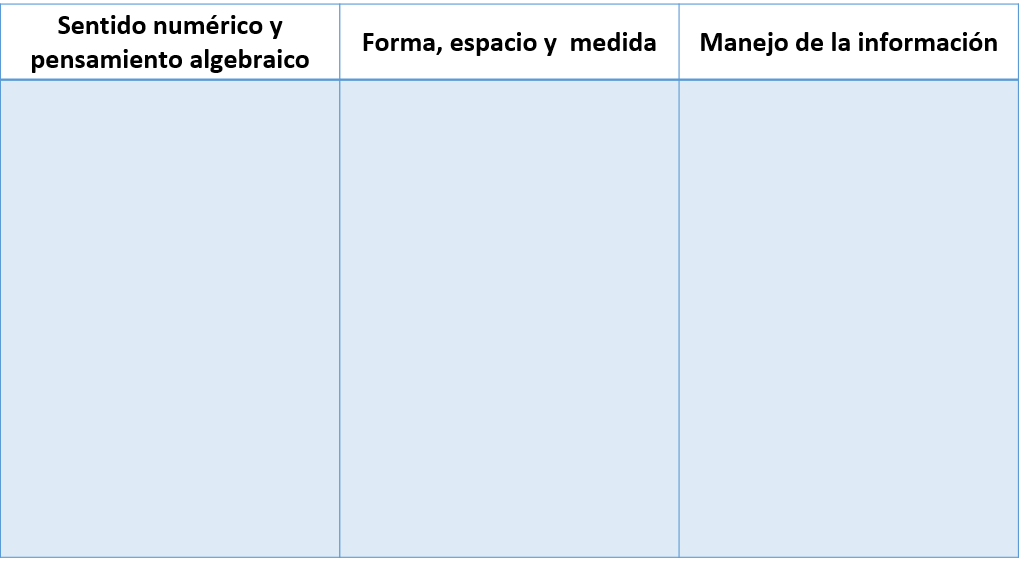 Sentido numérico y
pensamiento algebraico
Forma, espacio y  medida
Manejo de la información